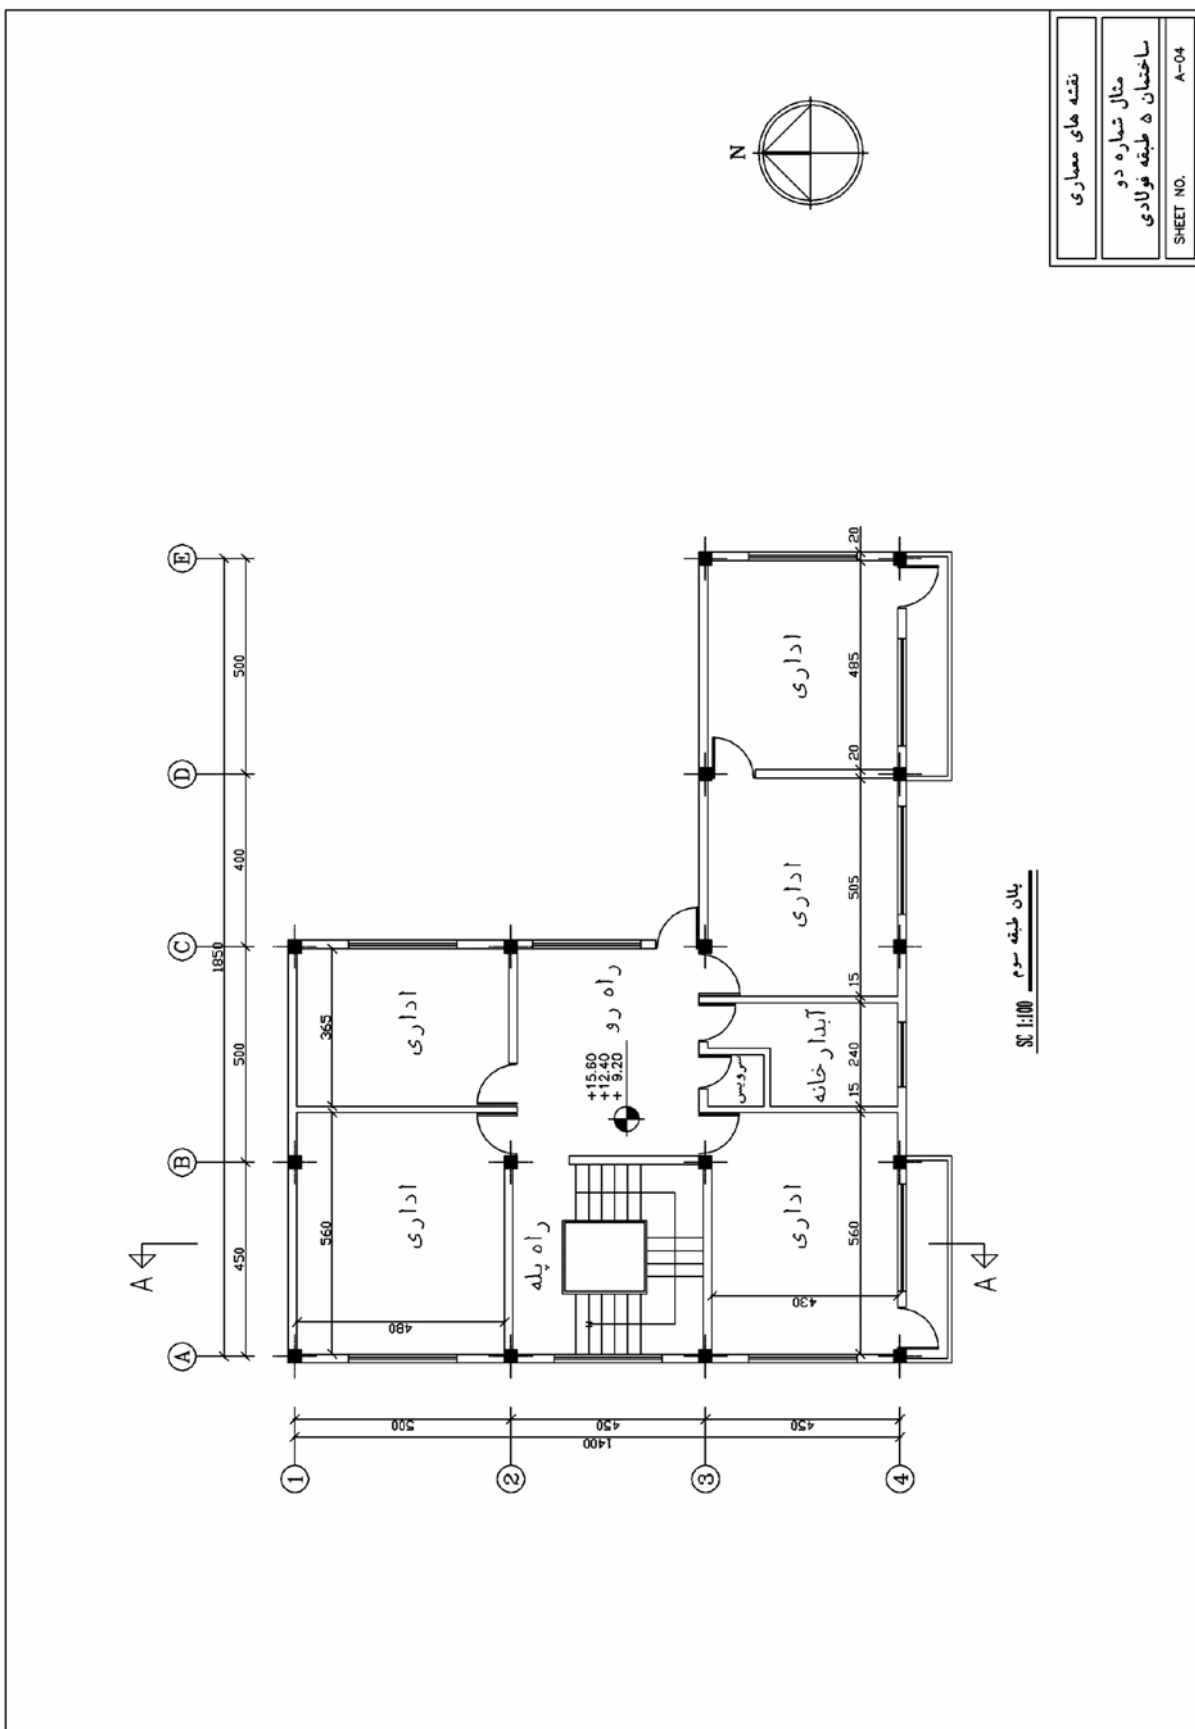 نقشه های معماری
مثال شماره دو
ساختمان ۵ طبقه فولادی
SHEET NO. A-04
N
A
B
C
D
E
1850
450
500
400
500
1
2
3
4
500
450
450
1400
A
A
560
365
480
اداری
اداری
راه پله
راه رو
+15.60
+12.40
+ 9.20
سرویس
آبدارخانه
اداری
اداری
اداری
430
560
15
240
15
505
20
485
20
پلان طبقه سوم
SC 1:100